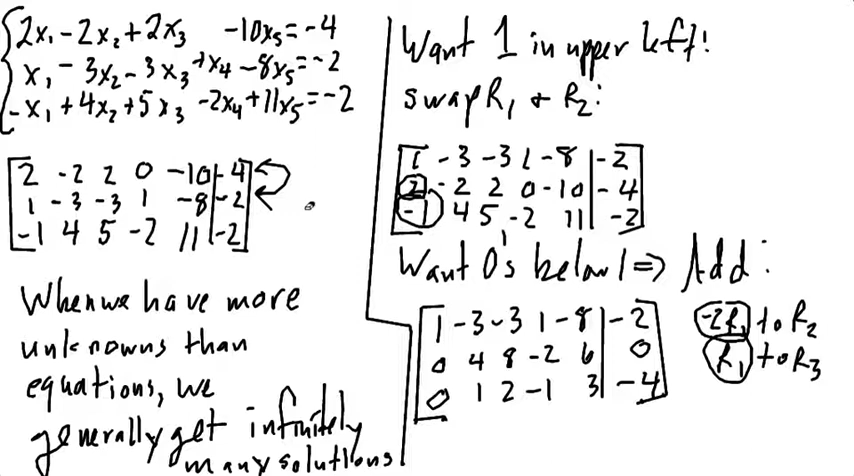 2x₁ - 2x₂ + 2x₃ -10x₅ = -4
x₁ - 3x₂ - 3x₃ + x₄ - 8x₅ = -2
-x₁ + 4x₂ + 5x₃ - 2x₄ + 11x₅ = -2
2 -2 2 0 -10 | -4
1 -3 -3 1 -8 | -2
-1 4 5 -2 11 | -2
When we have more
unknowns than
equations, we
generally get infinitely
many solutions
Want 1 in upper left!
swap R₁ & R₂:
1 -3 -3 1 -8 | -2
2 -2 2 0 -10 | -4
-1 4 5 -2 11 | -2
Want 0's below 1 => Add:
1 -3 -3 1 -8 | -2
0 4 8 -2 6 | 0
0 1 2 -1 3 | -4
-2R₁ to R₂
R₁ to R₃